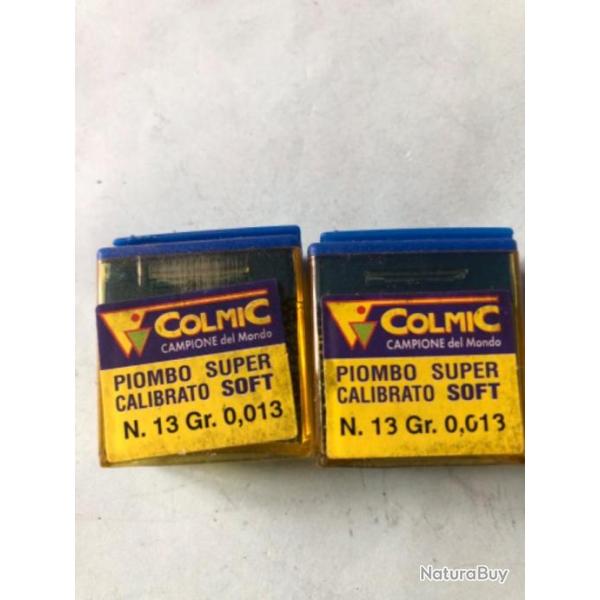 COLMIC
CAMPIONE del Mondo
PIOMBO SUPER
CALIBRATO SOFT
N. 13 Gr. 0,013
COLMIC
CAMPIONE del Mondo
PIOMBO SUPER
CALIBRATO SOFT
N. 13 Gr. 0,013
NaturaBuy